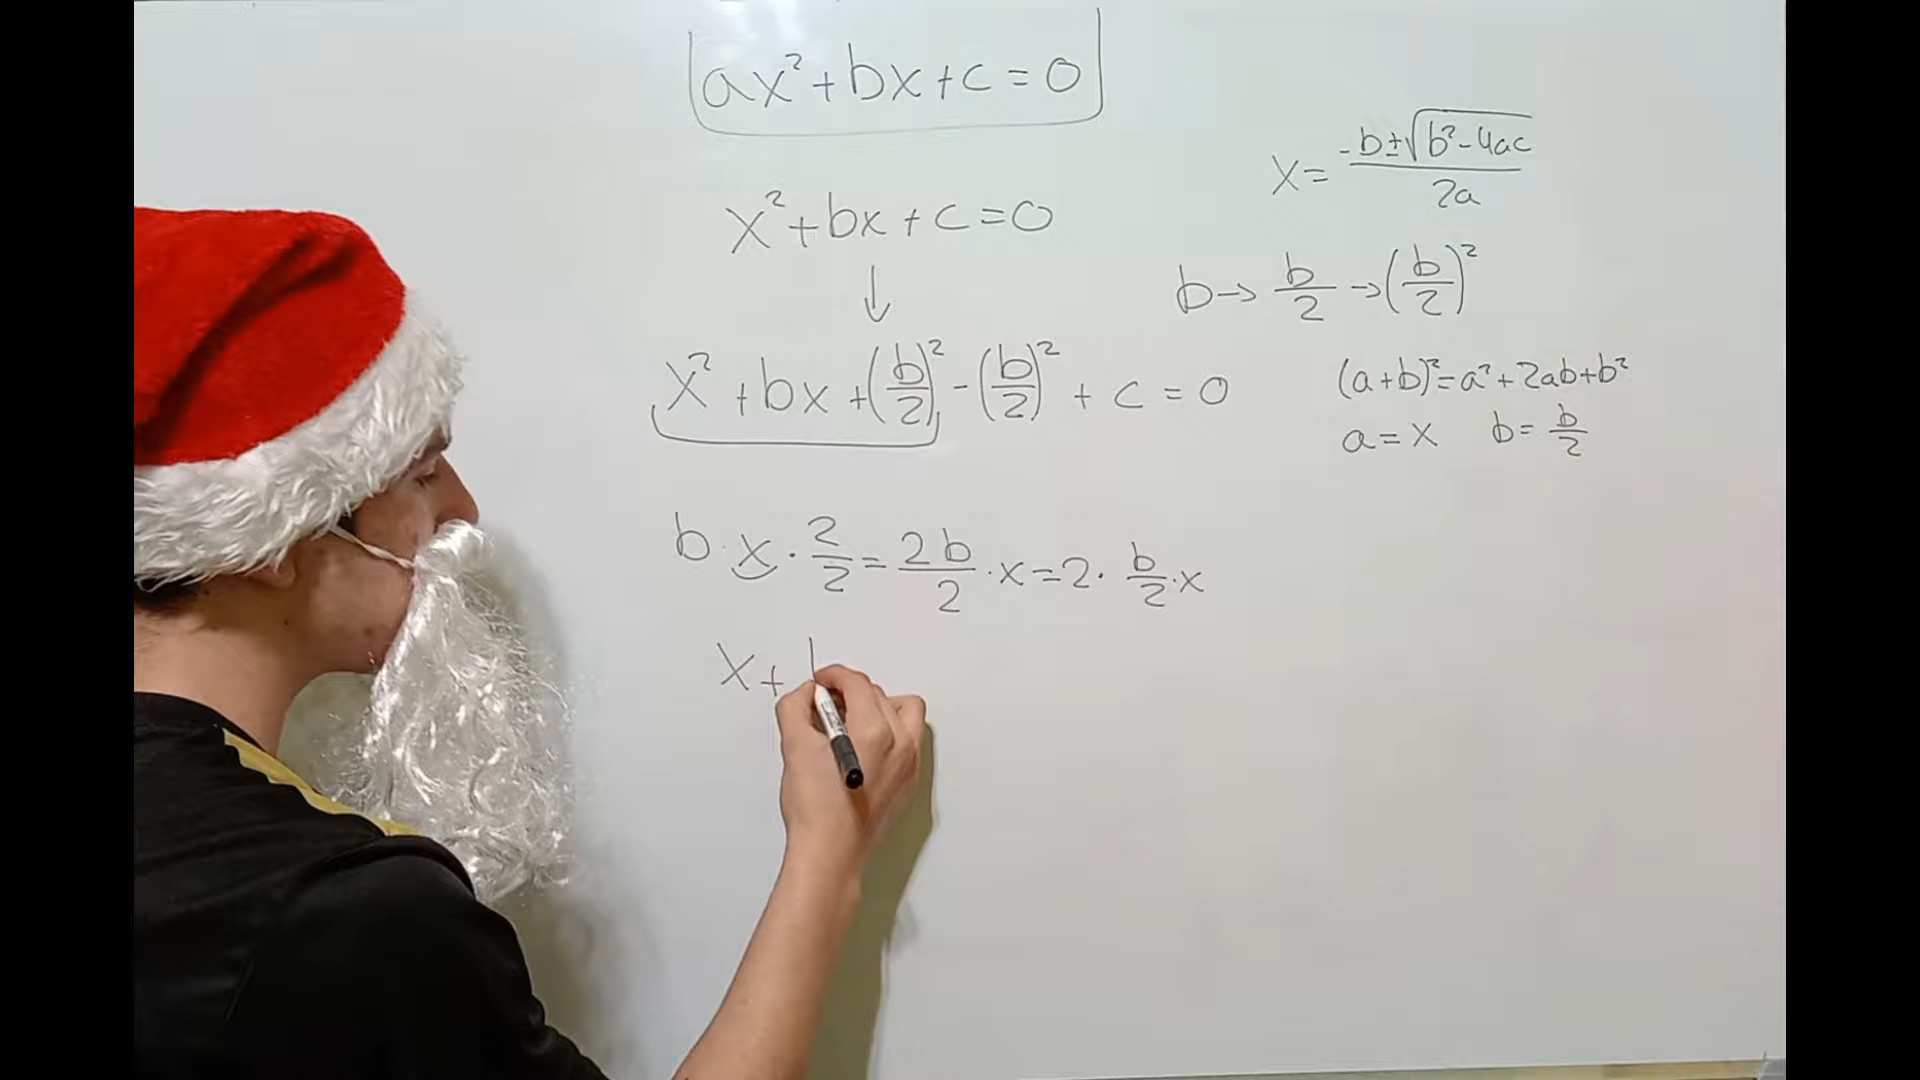 ax²+bx+c=0
x²+bx+c=0
↓
x²+bx+(b/2)²-(b/2)²+c=0
b·x·2/2=2b/2·x=2·b/2·x
x+
x=-b±√b²-4ac/2a
b→b/2→(b/2)²
(a+b)²=a²+2ab+b²
a=x b=b/2